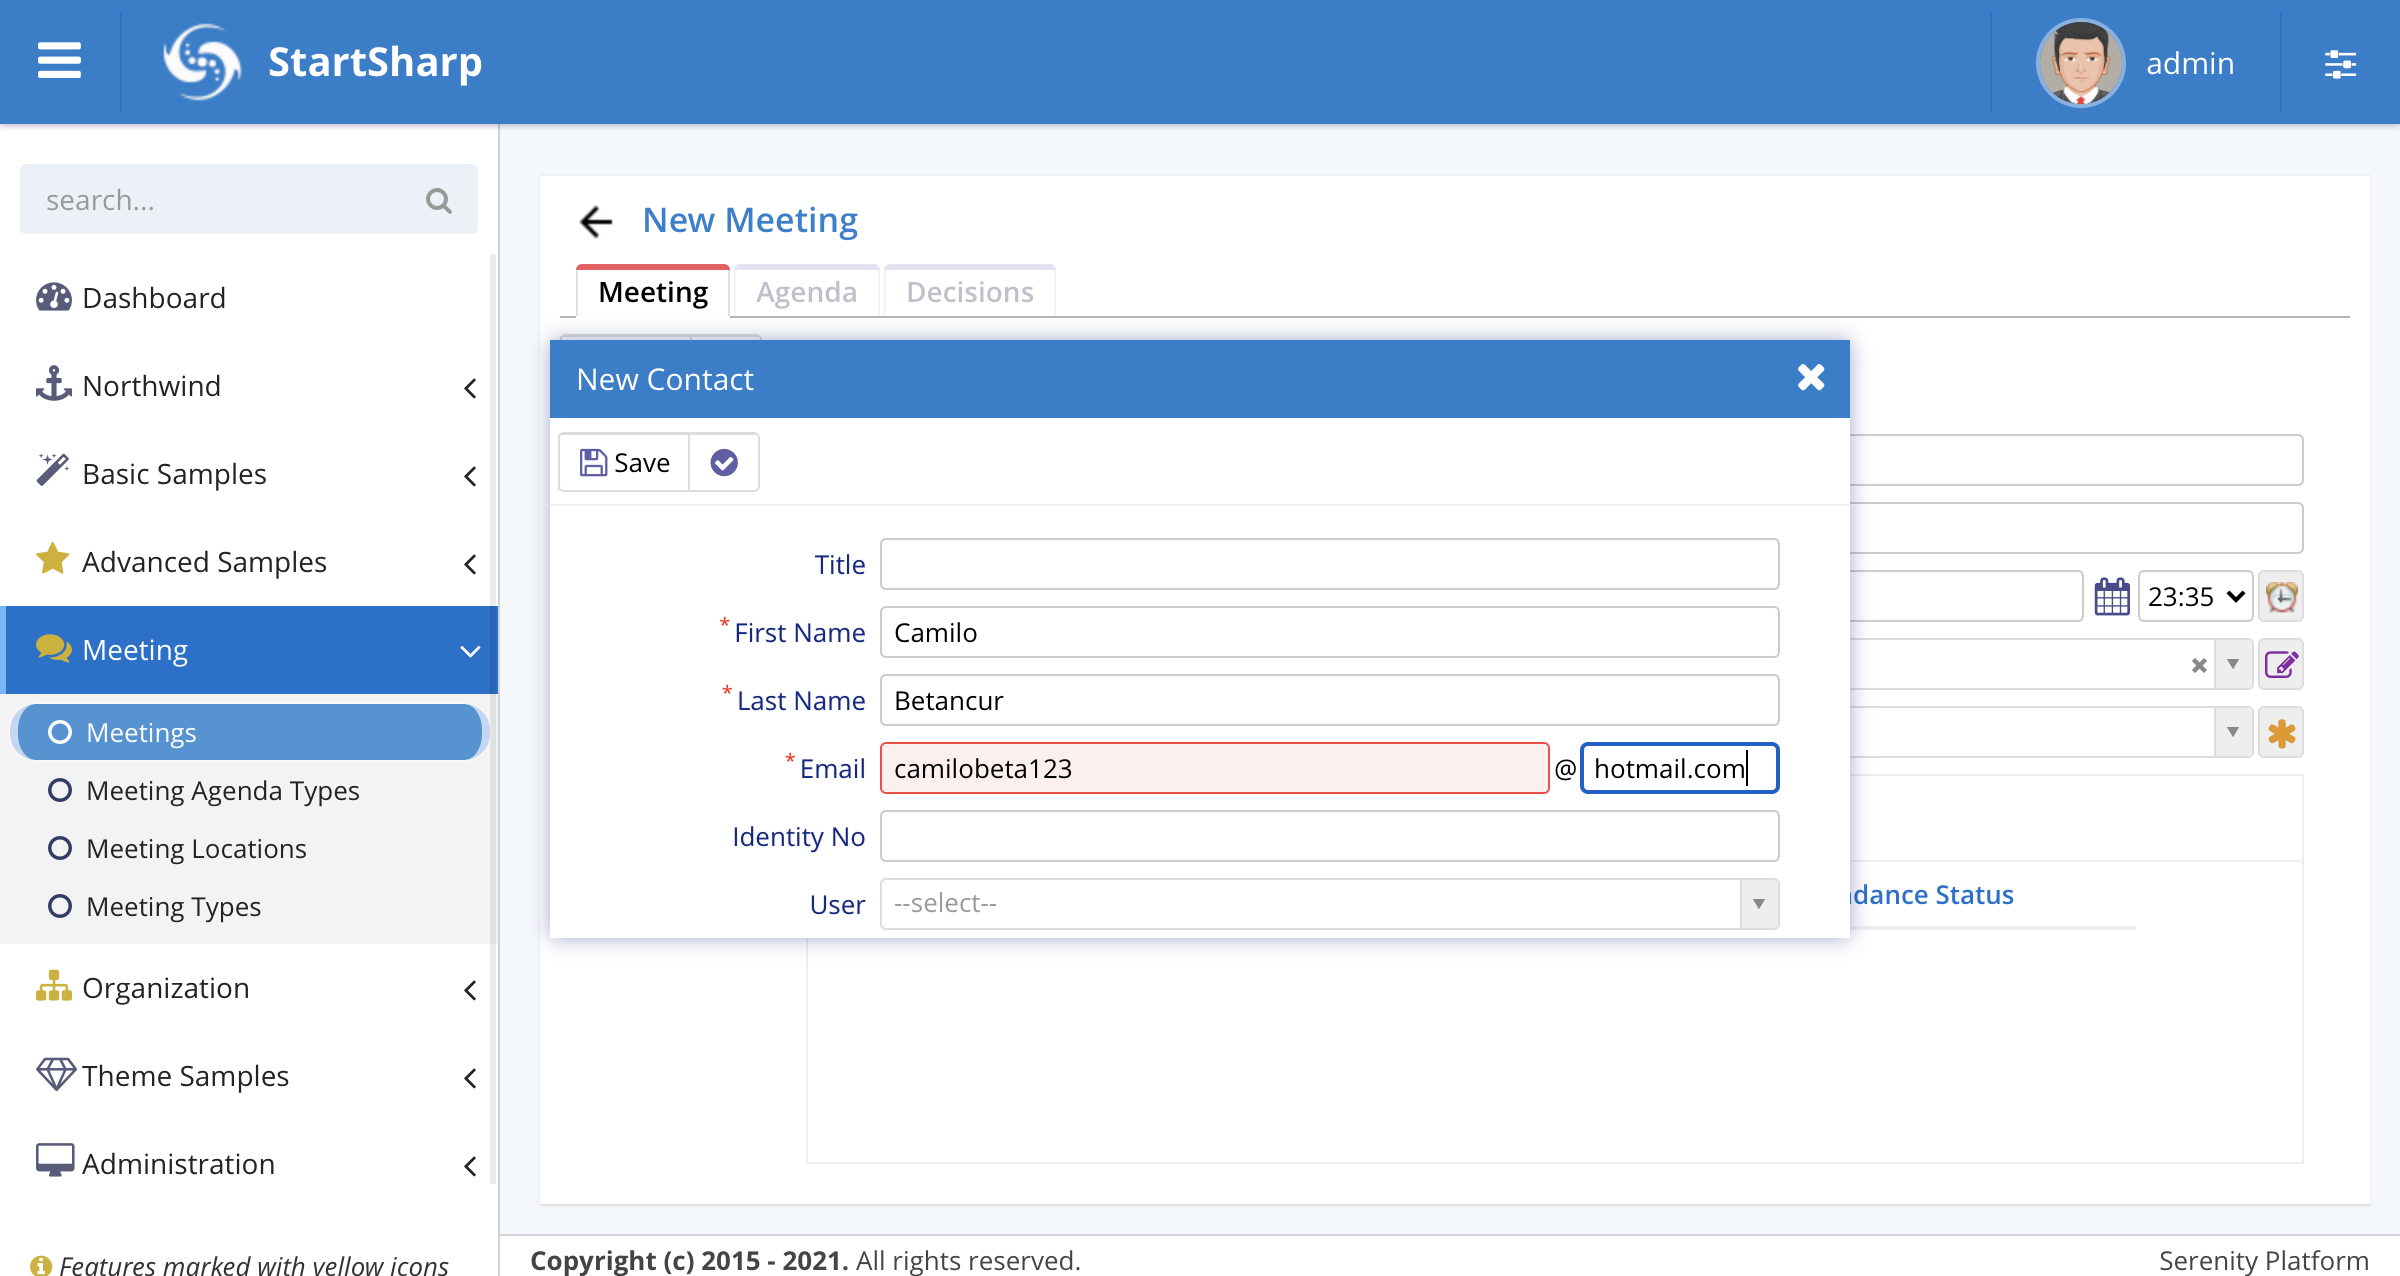 StartSharp
admin
search...
Dashboard
Northwind
Basic Samples
Advanced Samples
Meeting
Meetings
Meeting Agenda Types
Meeting Locations
Meeting Types
Organization
Theme Samples
Administration
Features marked with yellow icons
New Meeting
Meeting Agenda Decisions
New Contact
Save
Title
* First Name Camilo
* Last Name Betancur
* Email camilobeta123 @ hotmail.com
Identity No
User --select--
23:35
dance Status
Copyright (c) 2015 - 2021. All rights reserved.
Serenity Platform